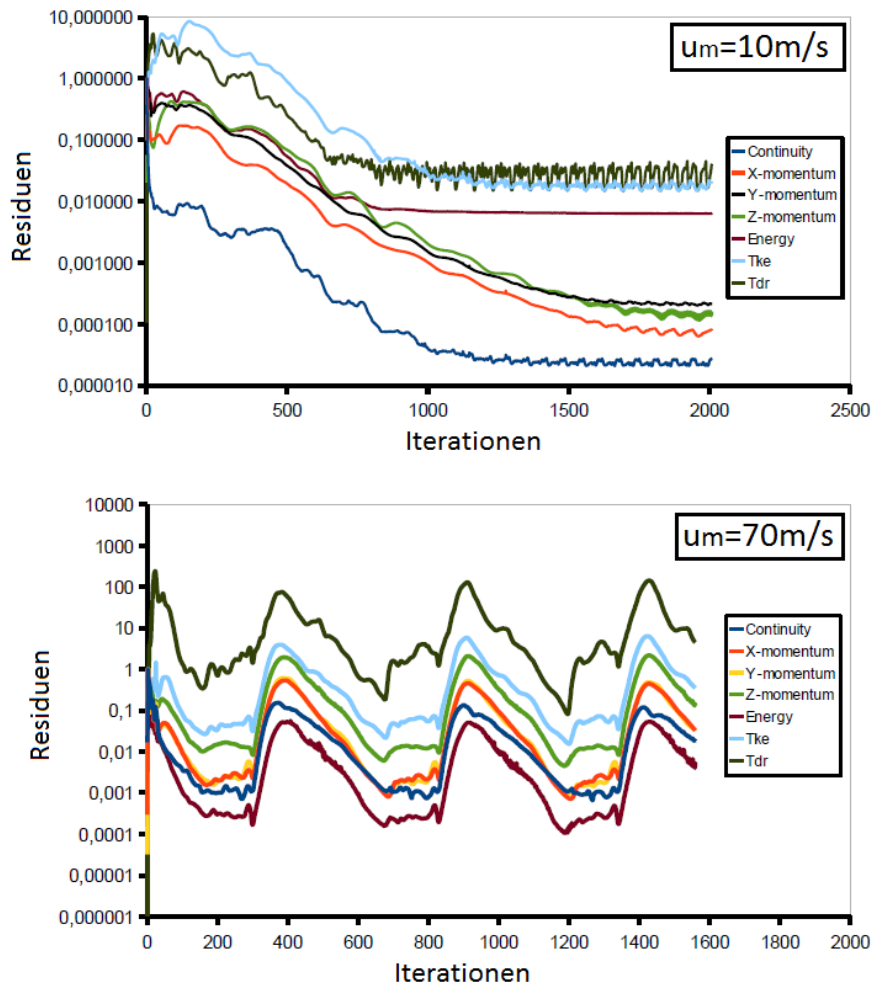 10,000000
um=10m/s
1,000000
0,100000
0,010000
0,001000
0,000100
0,000010
Residuen
Continuity
X-momentum
Y-momentum
Z-momentum
Energy
Tke
Tdr
0 500 1000 1500 2000 2500
Iterationen
10000
um=70m/s
1000
100
10
1
0,1
0,01
0,001
0,0001
0,00001
0,000001
Residuen
Continuity
X-momentum
Y-momentum
Z-momentum
Energy
Tke
Tdr
0 200 400 600 800 1000 1200 1400 1600 1800 2000
Iterationen